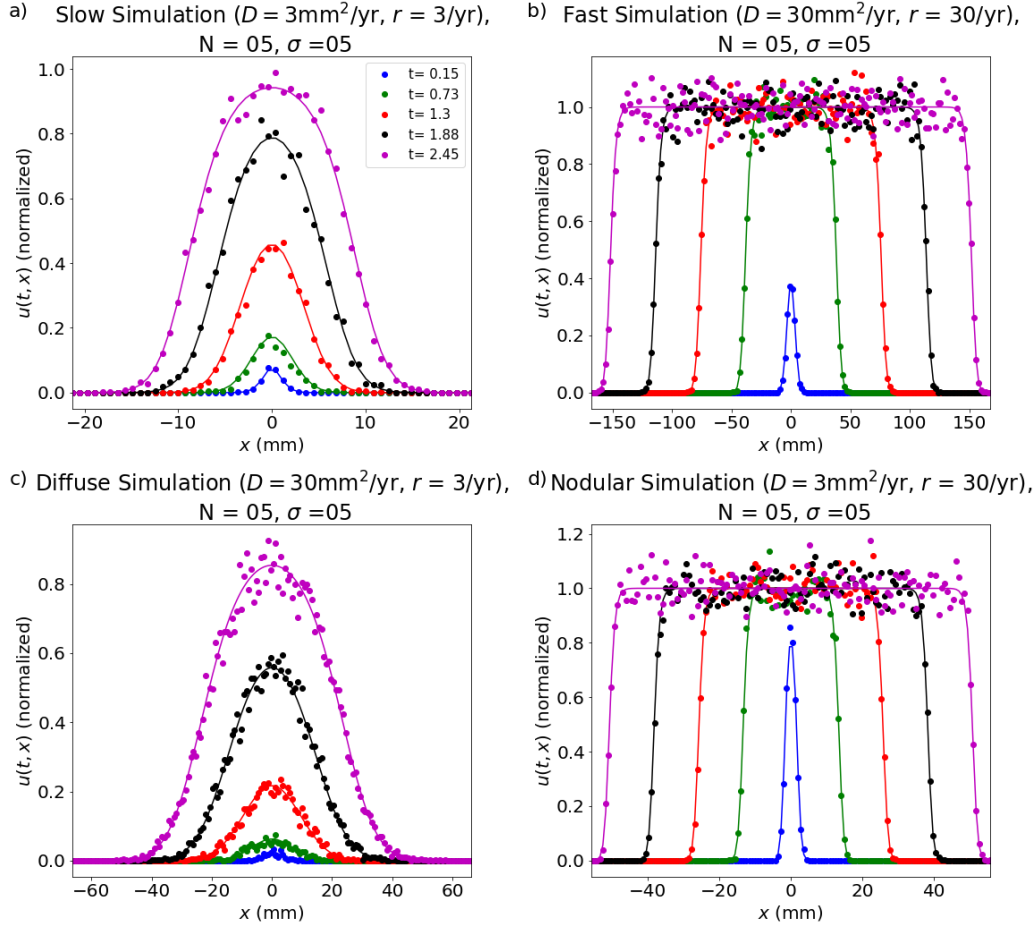 a) Slow Simulation (D = 3mm²/yr, r = 3/yr),
N = 05, σ =05
1.0
0.8
0.6
0.4
0.2
0.0
u(t, x) (normalized)
t= 0.15
t= 0.73
t= 1.3
t= 1.88
t= 2.45
−20 −10 0 10 20
x (mm)
b) Fast Simulation (D = 30mm²/yr, r = 30/yr),
N = 05, σ =05
1.0
0.8
0.6
0.4
0.2
0.0
u(t, x) (normalized)
−150 −100 −50 0 50 100 150
x (mm)
c) Diffuse Simulation (D = 30mm²/yr, r = 3/yr),
N = 05, σ =05
0.8
0.6
0.4
0.2
0.0
u(t, x) (normalized)
−60 −40 −20 0 20 40 60
x (mm)
d) Nodular Simulation (D = 3mm²/yr, r = 30/yr),
N = 05, σ =05
1.2
1.0
0.8
0.6
0.4
0.2
0.0
u(t, x) (normalized)
−40 −20 0 20 40
x (mm)